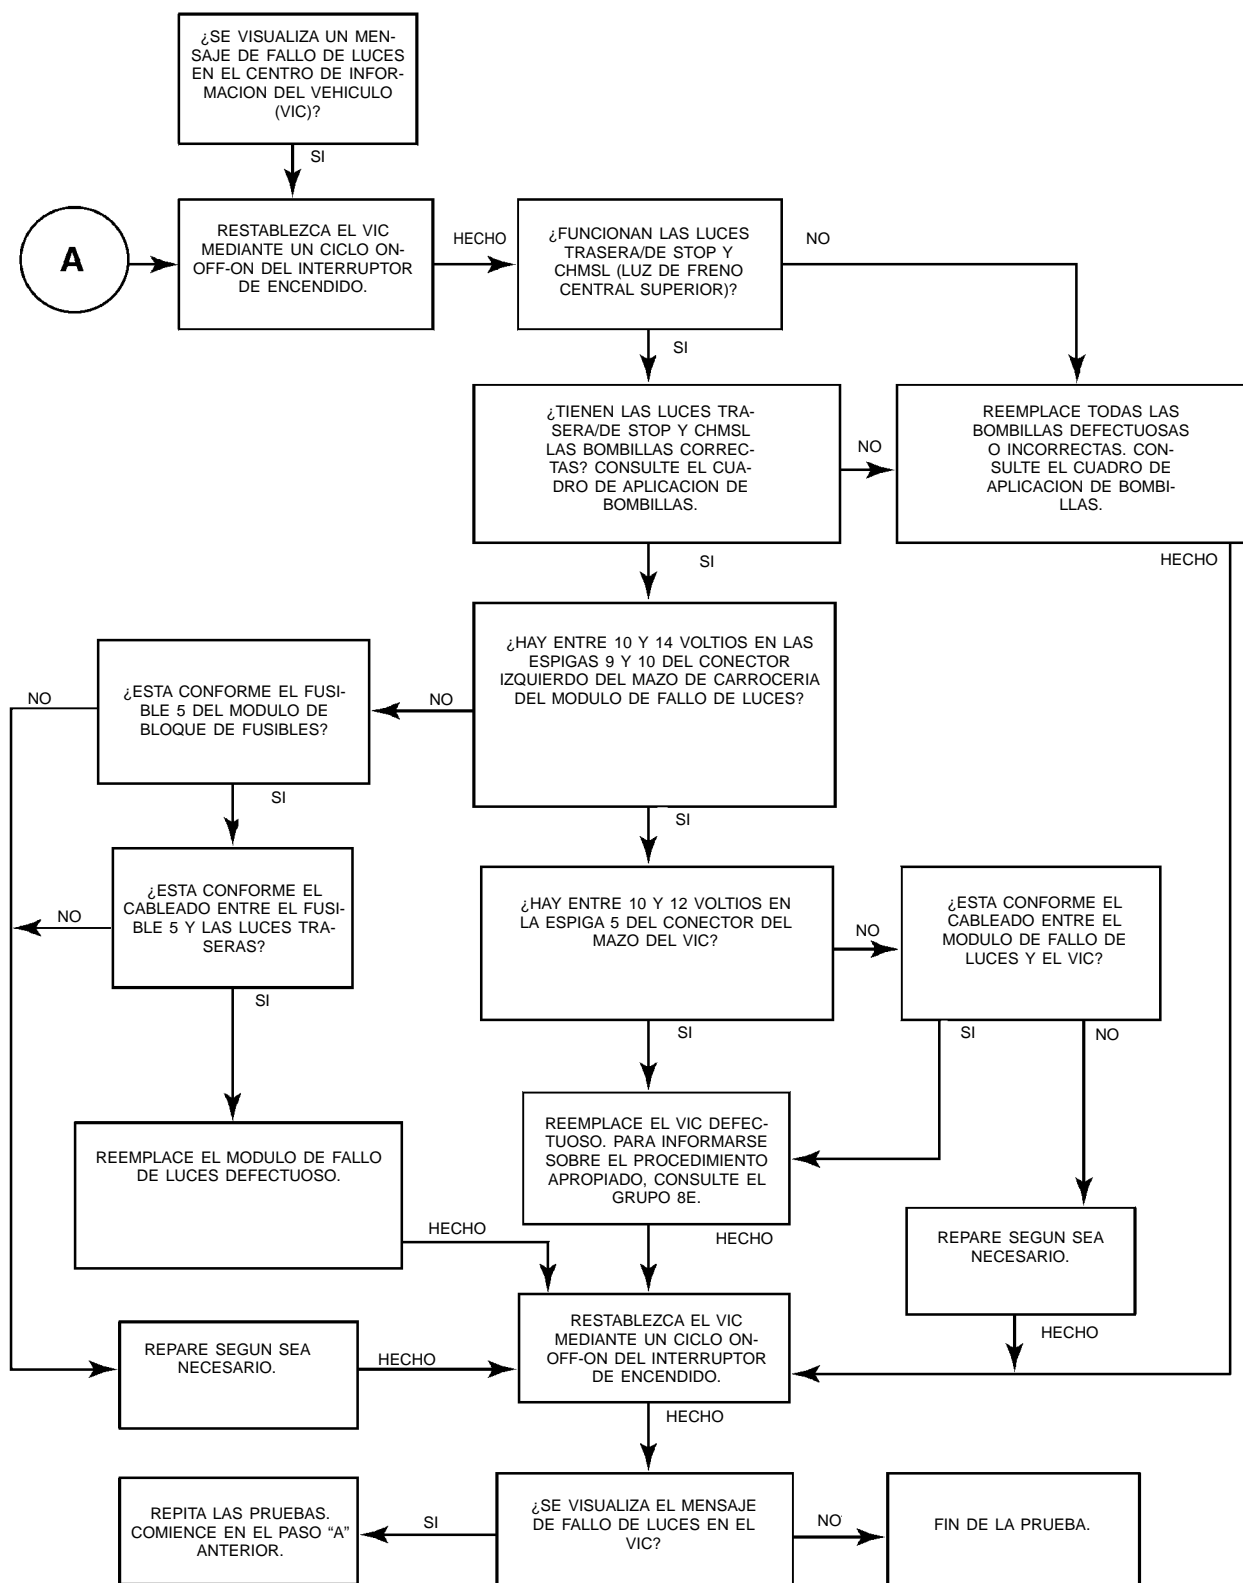 ¿SE VISUALIZA UN MEN-
SAJE DE FALLO DE LUCES
EN EL CENTRO DE INFOR-
MACION DEL VEHICULO
(VIC)?
SI
A
RESTABLEZCA EL VIC
MEDIANTE UN CICLO ON-
OFF-ON DEL INTERRUPTOR
DE ENCENDIDO.
HECHO
¿FUNCIONAN LAS LUCES
TRASERA/DE STOP Y
CHMSL (LUZ DE FRENO
CENTRAL SUPERIOR)?
NO
SI
¿TIENEN LAS LUCES TRA-
SERA/DE STOP Y CHMSL
LAS BOMBILLAS CORREC-
TAS? CONSULTE EL CUA-
DRO DE APLICACION DE
BOMBILLAS.
NO
REEMPLACE TODAS LAS
BOMBILLAS DEFECTUOSAS
O INCORRECTAS. CON-
SULTE EL CUADRO DE
APLICACION DE BOMBI-
LLAS.
SI
HECHO
¿HAY ENTRE 10 Y 14 VOLTIOS EN LAS
ESPIGAS 9 Y 10 DEL CONECTOR
IZQUIERDO DEL MAZO DE CARROCERIA
DEL MODULO DE FALLO DE LUCES?
NO
¿ESTA CONFORME EL FUSI-
BLE 5 DEL MODULO DE
BLOQUE DE FUSIBLES?
NO
SI
SI
¿ESTA CONFORME EL
CABLEADO ENTRE EL FUSI-
BLE 5 Y LAS LUCES TRA-
SERAS?
NO
SI
¿HAY ENTRE 10 Y 12 VOLTIOS EN
LA ESPIGA 5 DEL CONECTOR DEL
MAZO DEL VIC?
NO
¿ESTA CONFORME EL
CABLEADO ENTRE EL
MODULO DE FALLO DE
LUCES Y EL VIC?
SI
SI
NO
REEMPLACE EL MODULO DE FALLO
DE LUCES DEFECTUOSO.
HECHO
REEMPLACE EL VIC DEFEC-
TUOSO. PARA INFORMARSE
SOBRE EL PROCEDIMIENTO
APROPIADO, CONSULTE EL
GRUPO 8E.
HECHO
REPARE SEGUN SEA
NECESARIO.
HECHO
REPARE SEGUN SEA
NECESARIO.
HECHO
RESTABLEZCA EL VIC
MEDIANTE UN CICLO ON-
OFF-ON DEL INTERRUPTOR
DE ENCENDIDO.
HECHO
¿SE VISUALIZA EL MENSAJE
DE FALLO DE LUCES EN EL
VIC?
SI
REPITA LAS PRUEBAS.
COMIENCE EN EL PASO “A”
ANTERIOR.
NO
FIN DE LA PRUEBA.